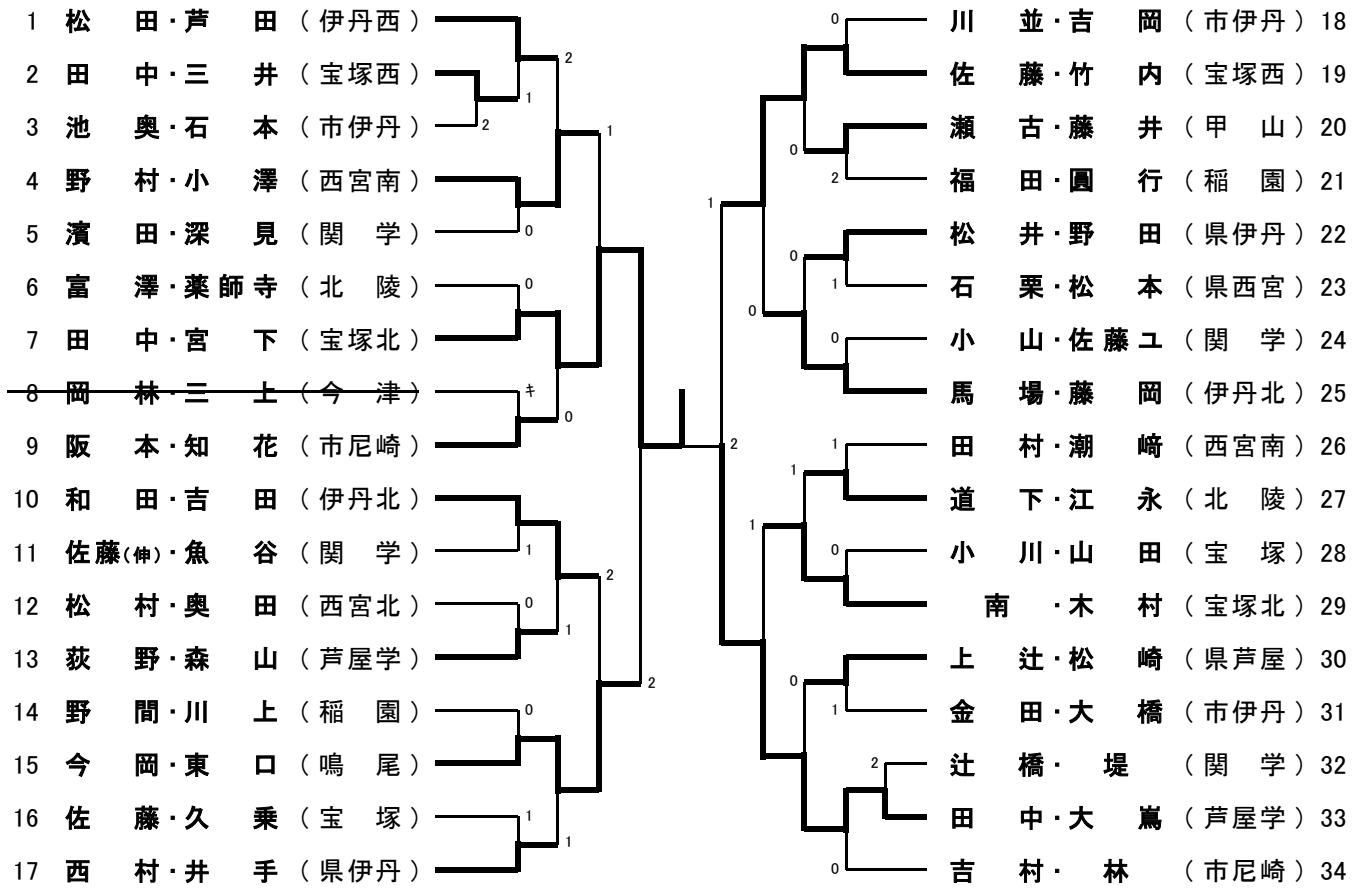 1 松田・芦田 (伊丹西)
2 田中・三井 (宝塚西)
3 池奥・石本 (市伊丹)
4 野村・小澤 (西宮南)
5 濱田・深見 (関学)
6 富澤・薬師寺 (北陵)
7 田中・宮下 (宝塚北)
8 岡林・三上 (今津)
9 阪本・知花 (市尼崎)
10 和田・吉田 (伊丹北)
11 佐藤(伸)・魚谷 (関学)
12 松村・奥田 (西宮北)
13 荻野・森山 (芦屋学)
14 野間・川上 (稲園)
15 今岡・東口 (鳴尾)
16 佐藤・久乗 (宝塚)
17 西村・井手 (県伊丹)
2
1
2
1
0
0
キ
0
1
2
0
1
0
1
1
2
0
0
2
1
0
1
0
0
2
1
1
0
1
0
1
2
0
川並・吉岡 (市伊丹) 18
佐藤・竹内 (宝塚西) 19
瀬古・藤井 (甲山) 20
福田・圓行 (稲園) 21
松井・野田 (県伊丹) 22
石栗・松本 (県西宮) 23
小山・佐藤ユ (関学) 24
馬場・藤岡 (伊丹北) 25
田村・潮﨑 (西宮南) 26
道下・江永 (北陵) 27
小川・山田 (宝塚) 28
南・木村 (宝塚北) 29
上辻・松崎 (県芦屋) 30
金田・大橋 (市伊丹) 31
辻橋・堤 (関学) 32
田中・大嶌 (芦屋学) 33
吉村・林 (市尼崎) 34